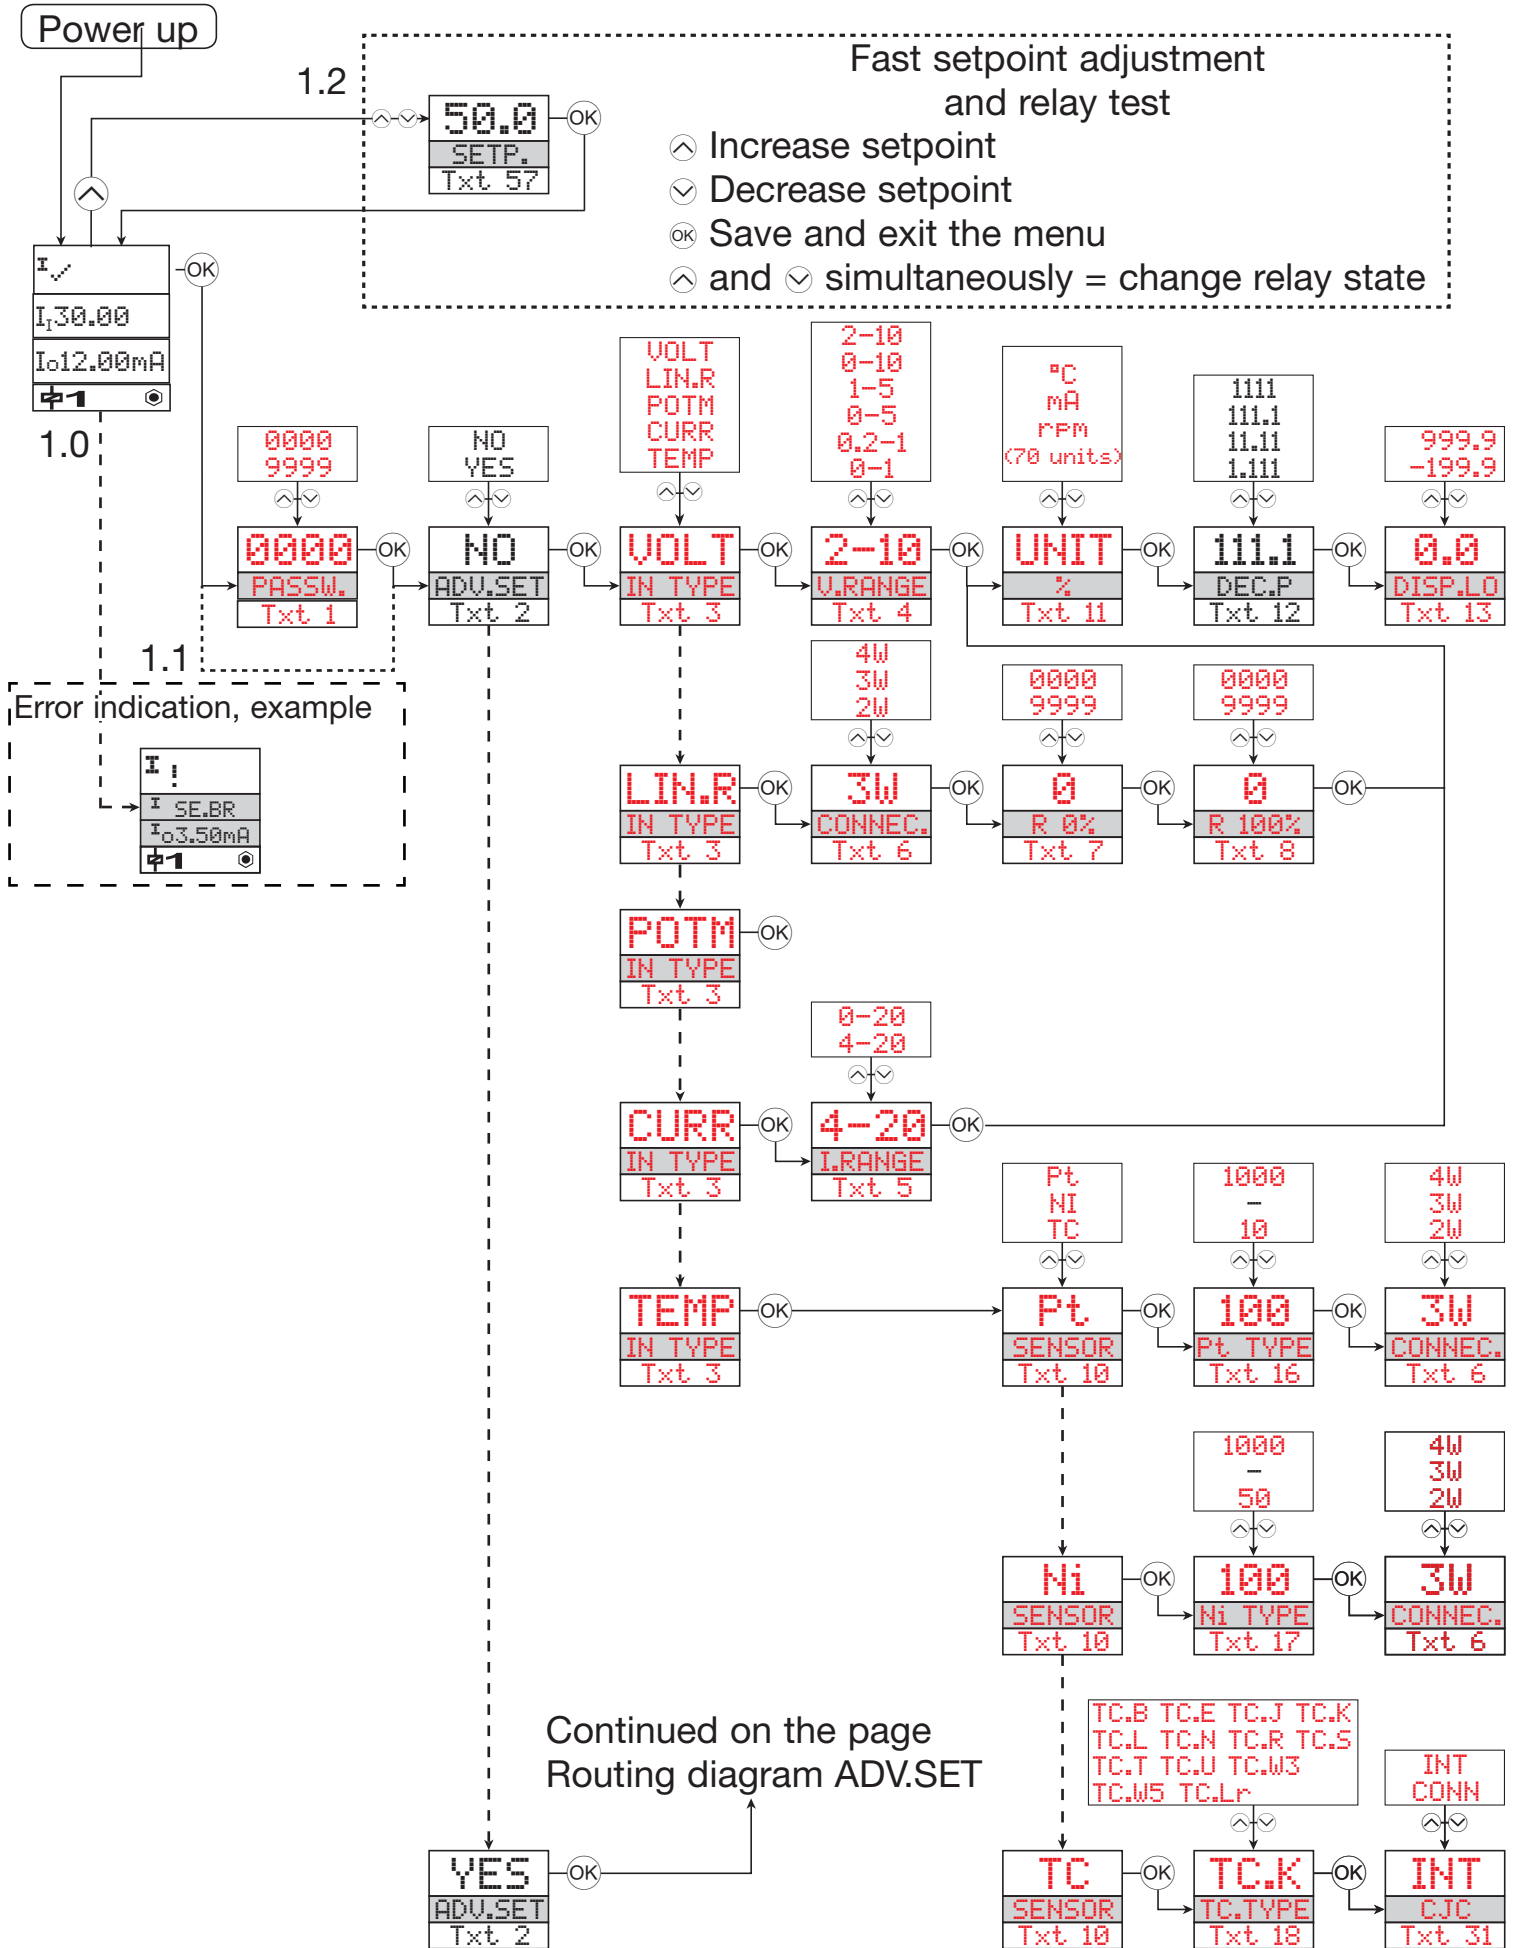 Power up
1.2
50.0
OK
SETP.
Txt 57
Fast setpoint adjustment
and relay test
Increase setpoint
Decrease setpoint
OK Save and exit the menu
and simultaneously = change relay state
I
OK
II30.00
Io12.00mA
1
1.0
0000
9999
0000
OK
PASSW.
Txt 1
1.1
NO
YES
NO
OK
ADV.SET
Txt 2
VOLT
LIN.R
POTM
CURR
TEMP
VOLT
OK
IN TYPE
Txt 3
2-10
0-10
1-5
0-5
0.2-1
0-1
2-10
OK
V.RANGE
Txt 4
°C
mA
rpm
(70 units)
UNIT
OK
%
Txt 11
1111
111.1
11.11
1.111
111.1
OK
DEC.P
Txt 12
999.9
-199.9
0.0
DISP.LO
Txt 13
Error indication, example
I !
I SE.BR
Io3.50mA
1
LIN.R
OK
IN TYPE
Txt 3
4W
3W
2W
3W
OK
CONNEC.
Txt 6
0000
9999
0
OK
R 0%
Txt 7
0000
9999
0
OK
R 100%
Txt 8
POTM
OK
IN TYPE
Txt 3
CURR
OK
IN TYPE
Txt 3
0-20
4-20
4-20
OK
I.RANGE
Txt 5
TEMP
OK
IN TYPE
Txt 3
Pt
NI
TC
Pt
OK
SENSOR
Txt 10
1000
-
10
100
OK
Pt TYPE
Txt 16
4W
3W
2W
3W
CONNEC.
Txt 6
Ni
OK
SENSOR
Txt 10
1000
-
50
100
OK
Ni TYPE
Txt 17
4W
3W
2W
3W
CONNEC.
Txt 6
Continued on the page
Routing diagram ADV.SET
YES
OK
ADV.SET
Txt 2
TC
OK
SENSOR
Txt 10
TC.B TC.E TC.J TC.K
TC.L TC.N TC.R TC.S
TC.T TC.U TC.W3
TC.W5 TC.Lr
TC.K
OK
TC.TYPE
Txt 18
INT
CONN
INT
CJC
Txt 31